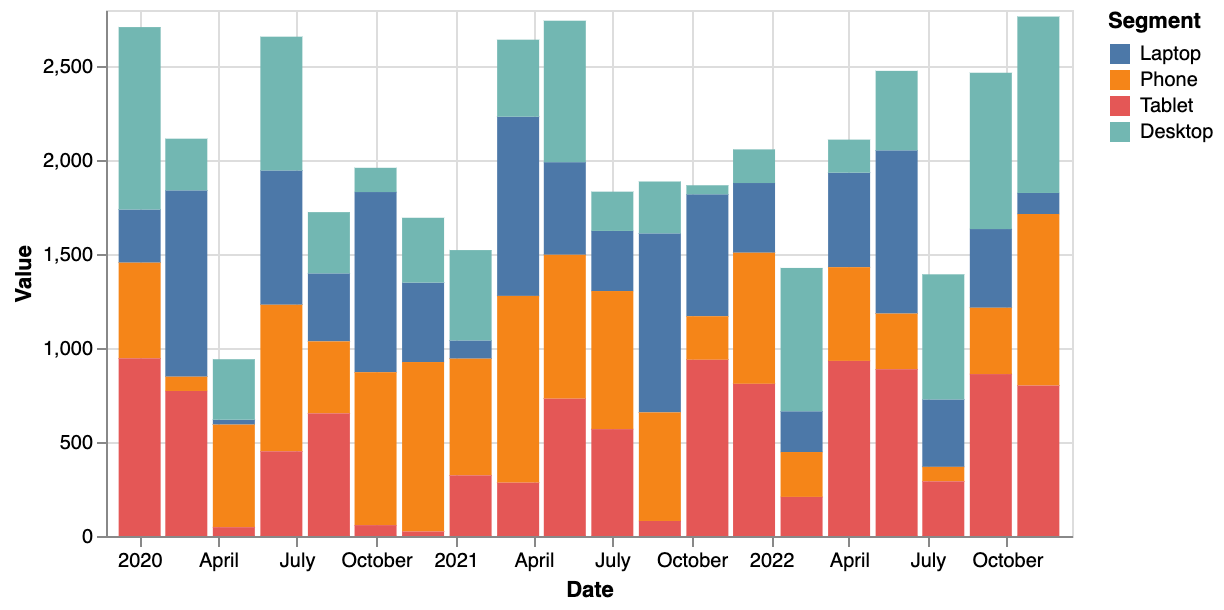 Segment
Laptop
Phone
Tablet
Desktop
Value
2,500
2,000
1,500
1,000
500
0
2020 April July October 2021 April July October 2022 April July October
Date